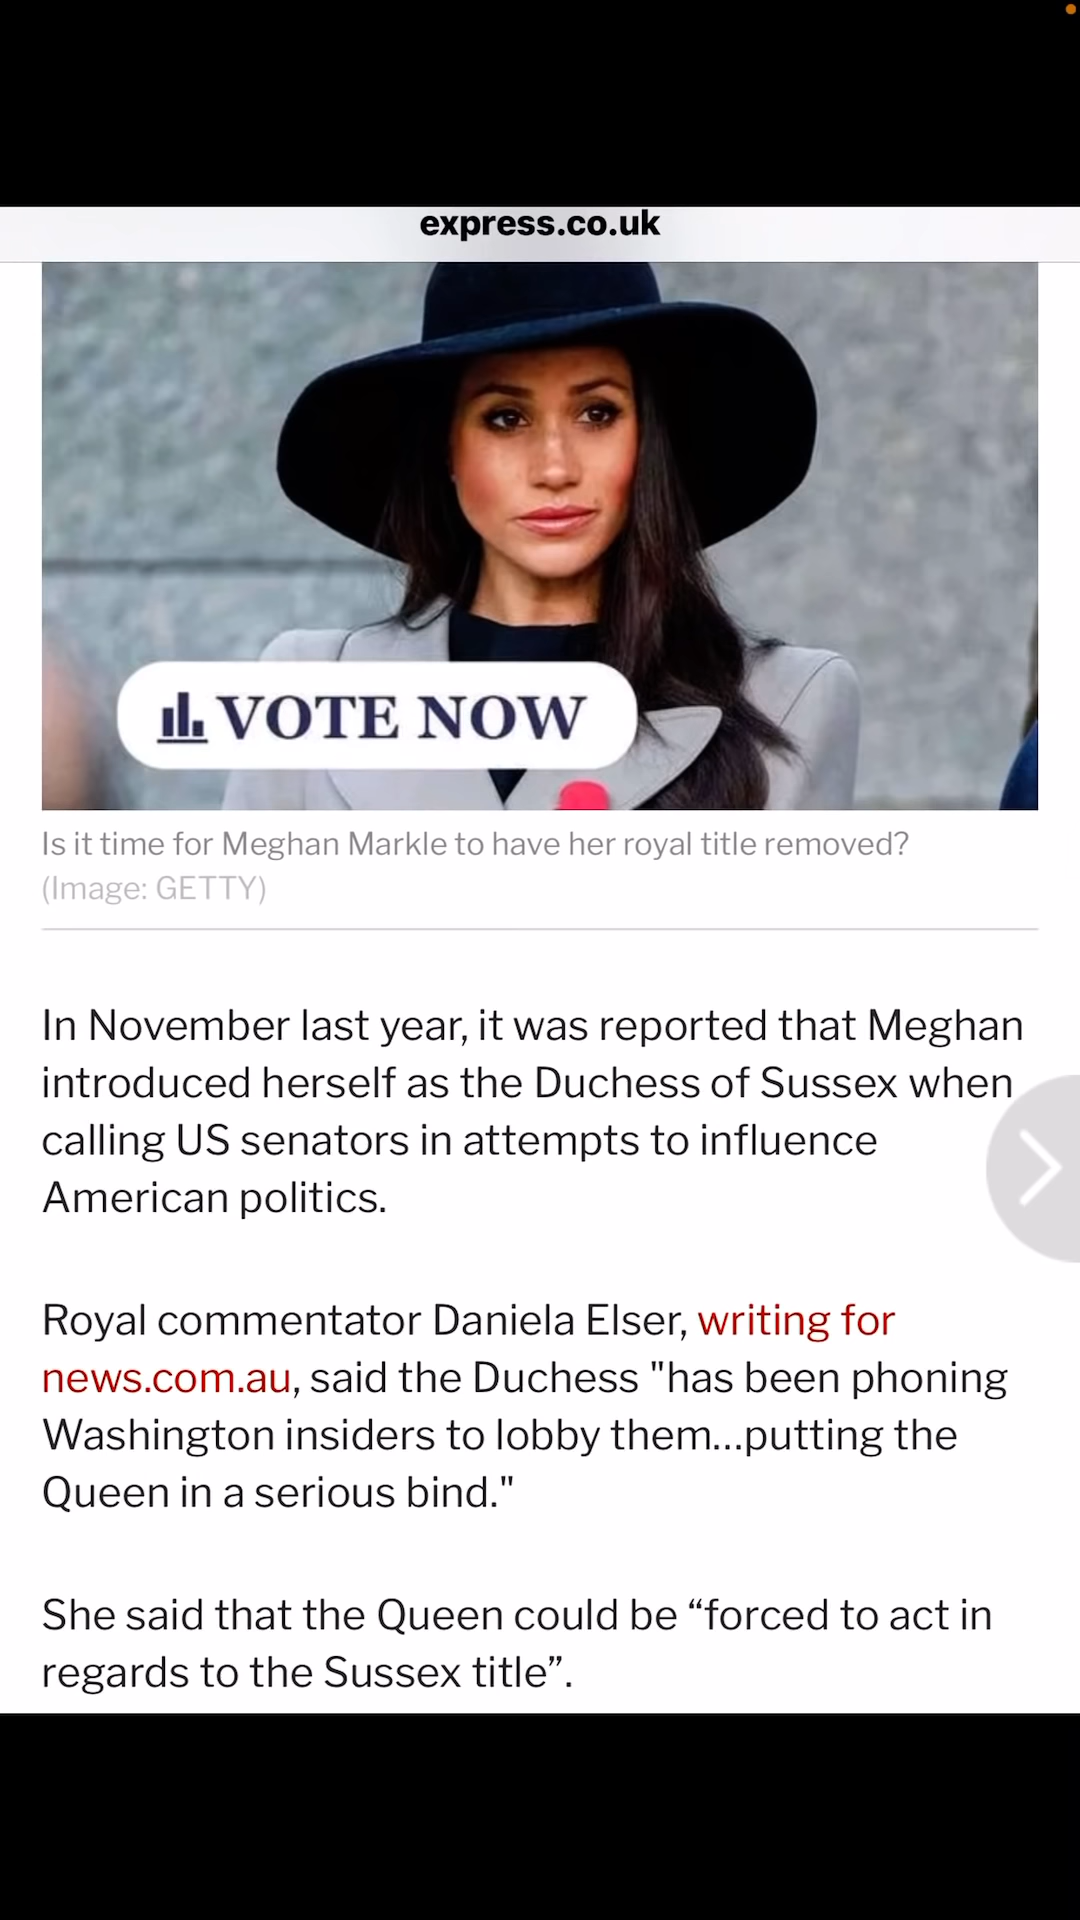 express.co.uk
VOTE NOW
Is it time for Meghan Markle to have her royal title removed?
(Image: GETTY)
In November last year, it was reported that Meghan
introduced herself as the Duchess of Sussex when
calling US senators in attempts to influence
American politics.
Royal commentator Daniela Elser, writing for
news.com.au, said the Duchess "has been phoning
Washington insiders to lobby them...putting the
Queen in a serious bind."
She said that the Queen could be “forced to act in
regards to the Sussex title”.